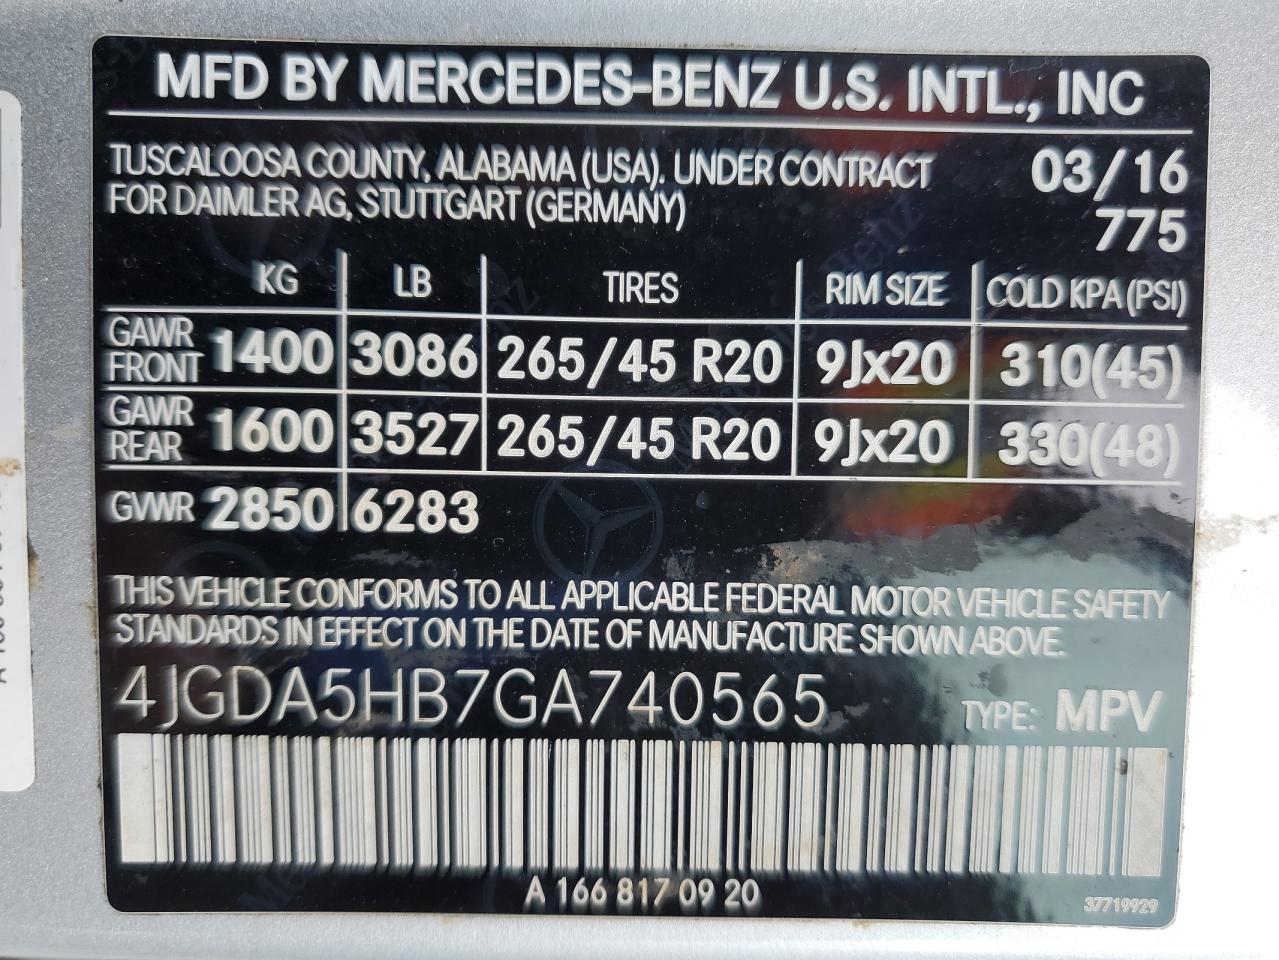 MFD BY MERCEDES-BENZ U.S. INTL., INC
TUSCALOOSA COUNTY, ALABAMA (USA). UNDER CONTRACT 03/16
FOR DAIMLER AG, STUTTGART (GERMANY) 775
KG LB TIRES RIM SIZE COLD KPA (PSI)
GAWR FRONT 1400 3086 265/45 R20 9Jx20 310(45)
GAWR REAR 1600 3527 265/45 R20 9Jx20 330(48)
GVWR 2850 6283
THIS VEHICLE CONFORMS TO ALL APPLICABLE FEDERAL MOTOR VEHICLE SAFETY
STANDARDS IN EFFECT ON THE DATE OF MANUFACTURE SHOWN ABOVE.
4JGDA5HB7GA740565 TYPE: MPV
A 166 817 09 20
37719929